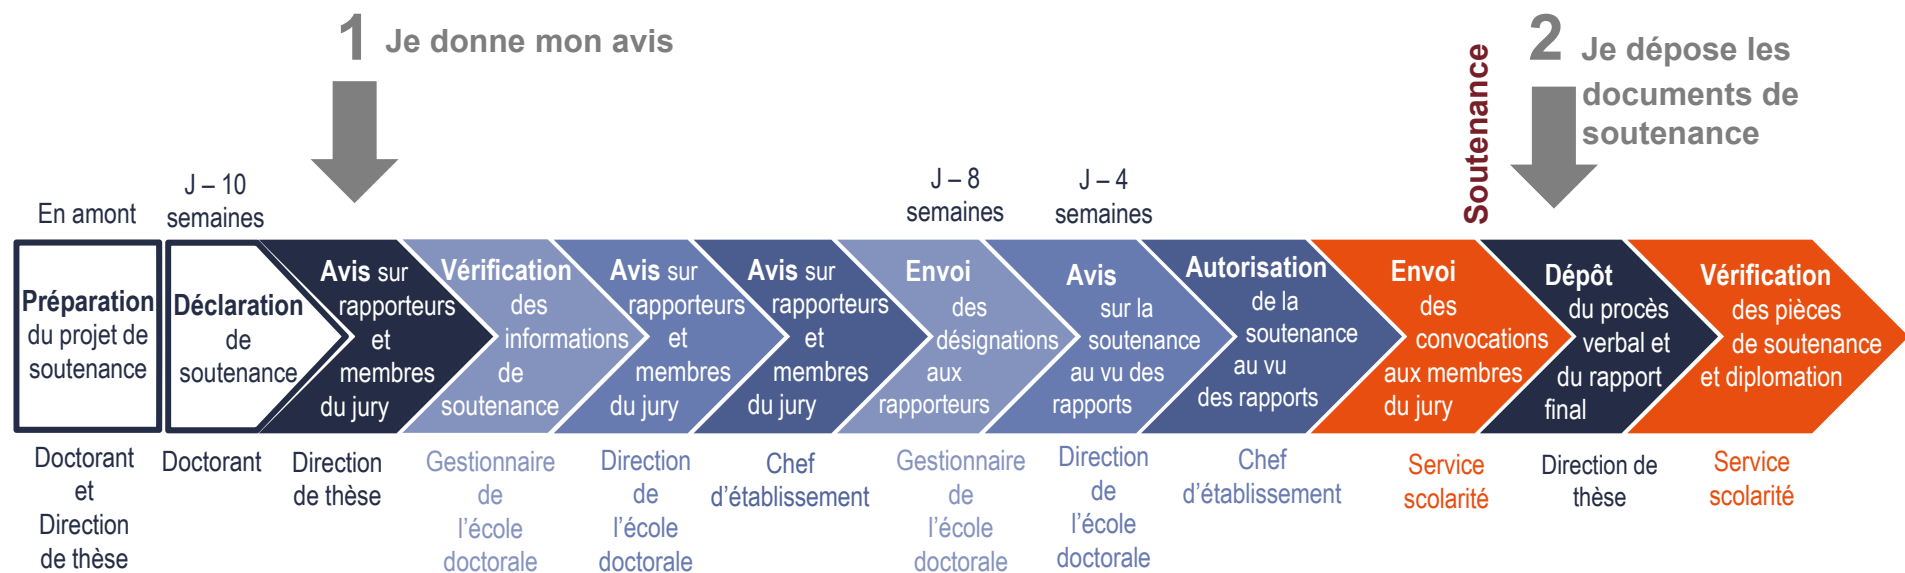 1 Je donne mon avis
Soutenance
2 Je dépose les
documents de
soutenance
En amont
J – 10
semaines
J – 8
semaines
J – 4
semaines
Préparation
du projet de
soutenance
Déclaration
de
soutenance
Avis sur
rapporteurs
et
membres
du jury
Vérification
des
informations
de
soutenance
Avis sur
rapporteurs
et
membres
du jury
Avis sur
rapporteurs
et
membres
du jury
Envoi
des
désignations
aux
rapporteurs
Avis
sur la
soutenance
au vu des
rapports
Autorisation
de la
soutenance
au vu
des rapports
Envoi
des
convocations
aux membres
du jury
Dépôt
du procès
verbal et
du rapport
final
Vérification
des pièces
de soutenance
et diplomation
Doctorant
et
Direction
de thèse
Doctorant
Direction
de thèse
Gestionnaire
de
l’école
doctorale
Direction
de
l’école
doctorale
Chef
d’établissement
Gestionnaire
de
l’école
doctorale
Direction
de
l’école
doctorale
Chef
d’établissement
Service
scolarité
Direction de
thèse
Service
scolarité